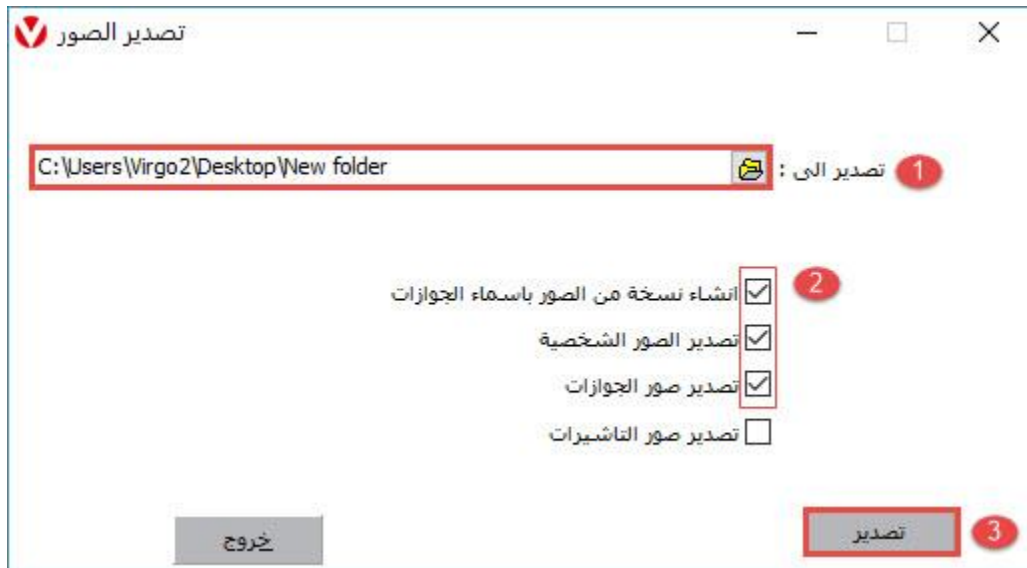 تصدير الصور
تصدير الى :
C:\Users\Virgo2\Desktop\New folder
1
2
انشاء نسخة من الصور باسماء الجوازات
تصدير الصور الشخصية
تصدير صور الجوازات
تصدير صور التاشيرات
تصدير
3
خروج